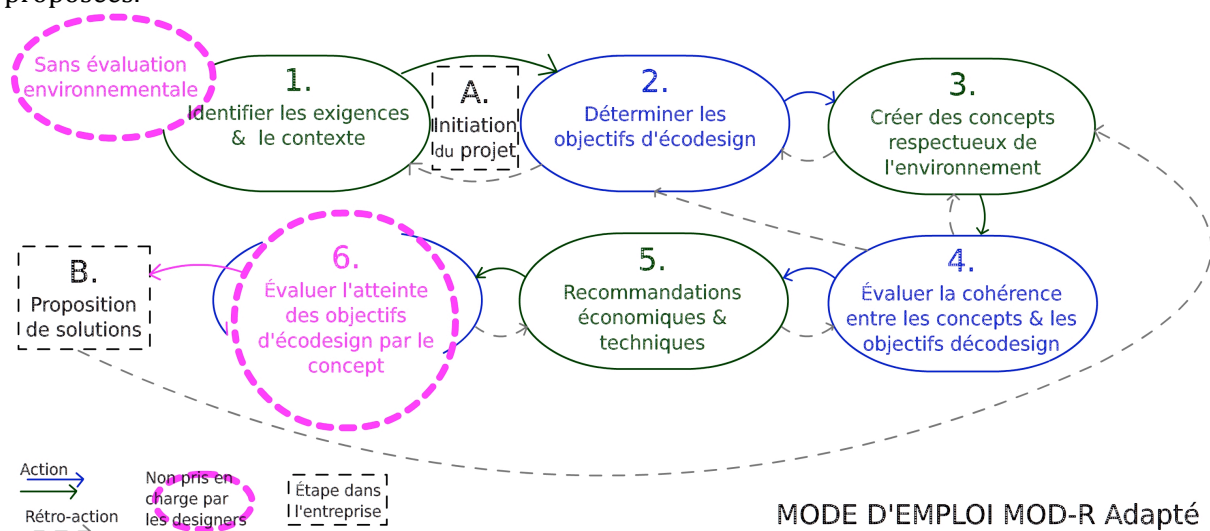 proposées.
Sans évaluation
environnementale
1.
Identifier les exigences
& le contexte
A.
Initiation
du projet
2.
Déterminer les
objectifs d'écodesign
3.
Créer des concepts
respectueux de
l'environnement
B.
Proposition
de solutions
6.
Évaluer l'atteinte
des objectifs
d'écodesign par le
concept
5.
Recommandations
économiques &
techniques
4.
Évaluer la cohérence
entre les concepts & les
objectifs décodesign
Action
Rétro-action
Non pris en
charge par
les designers
Étape dans
l'entreprise
MODE D'EMPLOI MOD-R Adapté